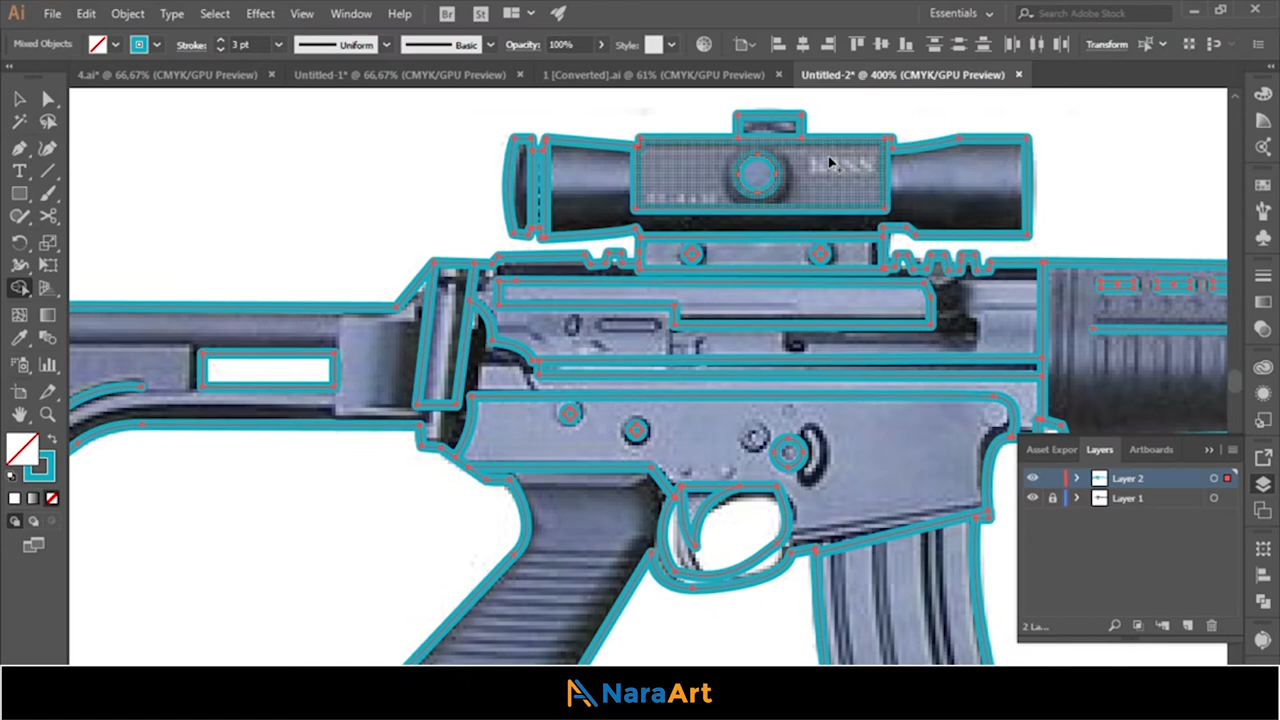 Ai File Edit Object Type Select Effect View Window Help Br St Essentials Search Adobe Stock
Mixed Objects Stroke: 3 pt Uniform Basic Opacity: 100% Style: Transform
4.ai* @ 66,67% (CMYK/GPU Preview) × Untitled-1* @ 66,67% (CMYK/GPU Preview) × 1 [Converted].ai @ 61% (CMYK/GPU Preview) × Untitled-2* @ 400% (CMYK/GPU Preview) ×
Asset Expor Layers Artboards
Layer 2
Layer 1
2 La...
NaraArt